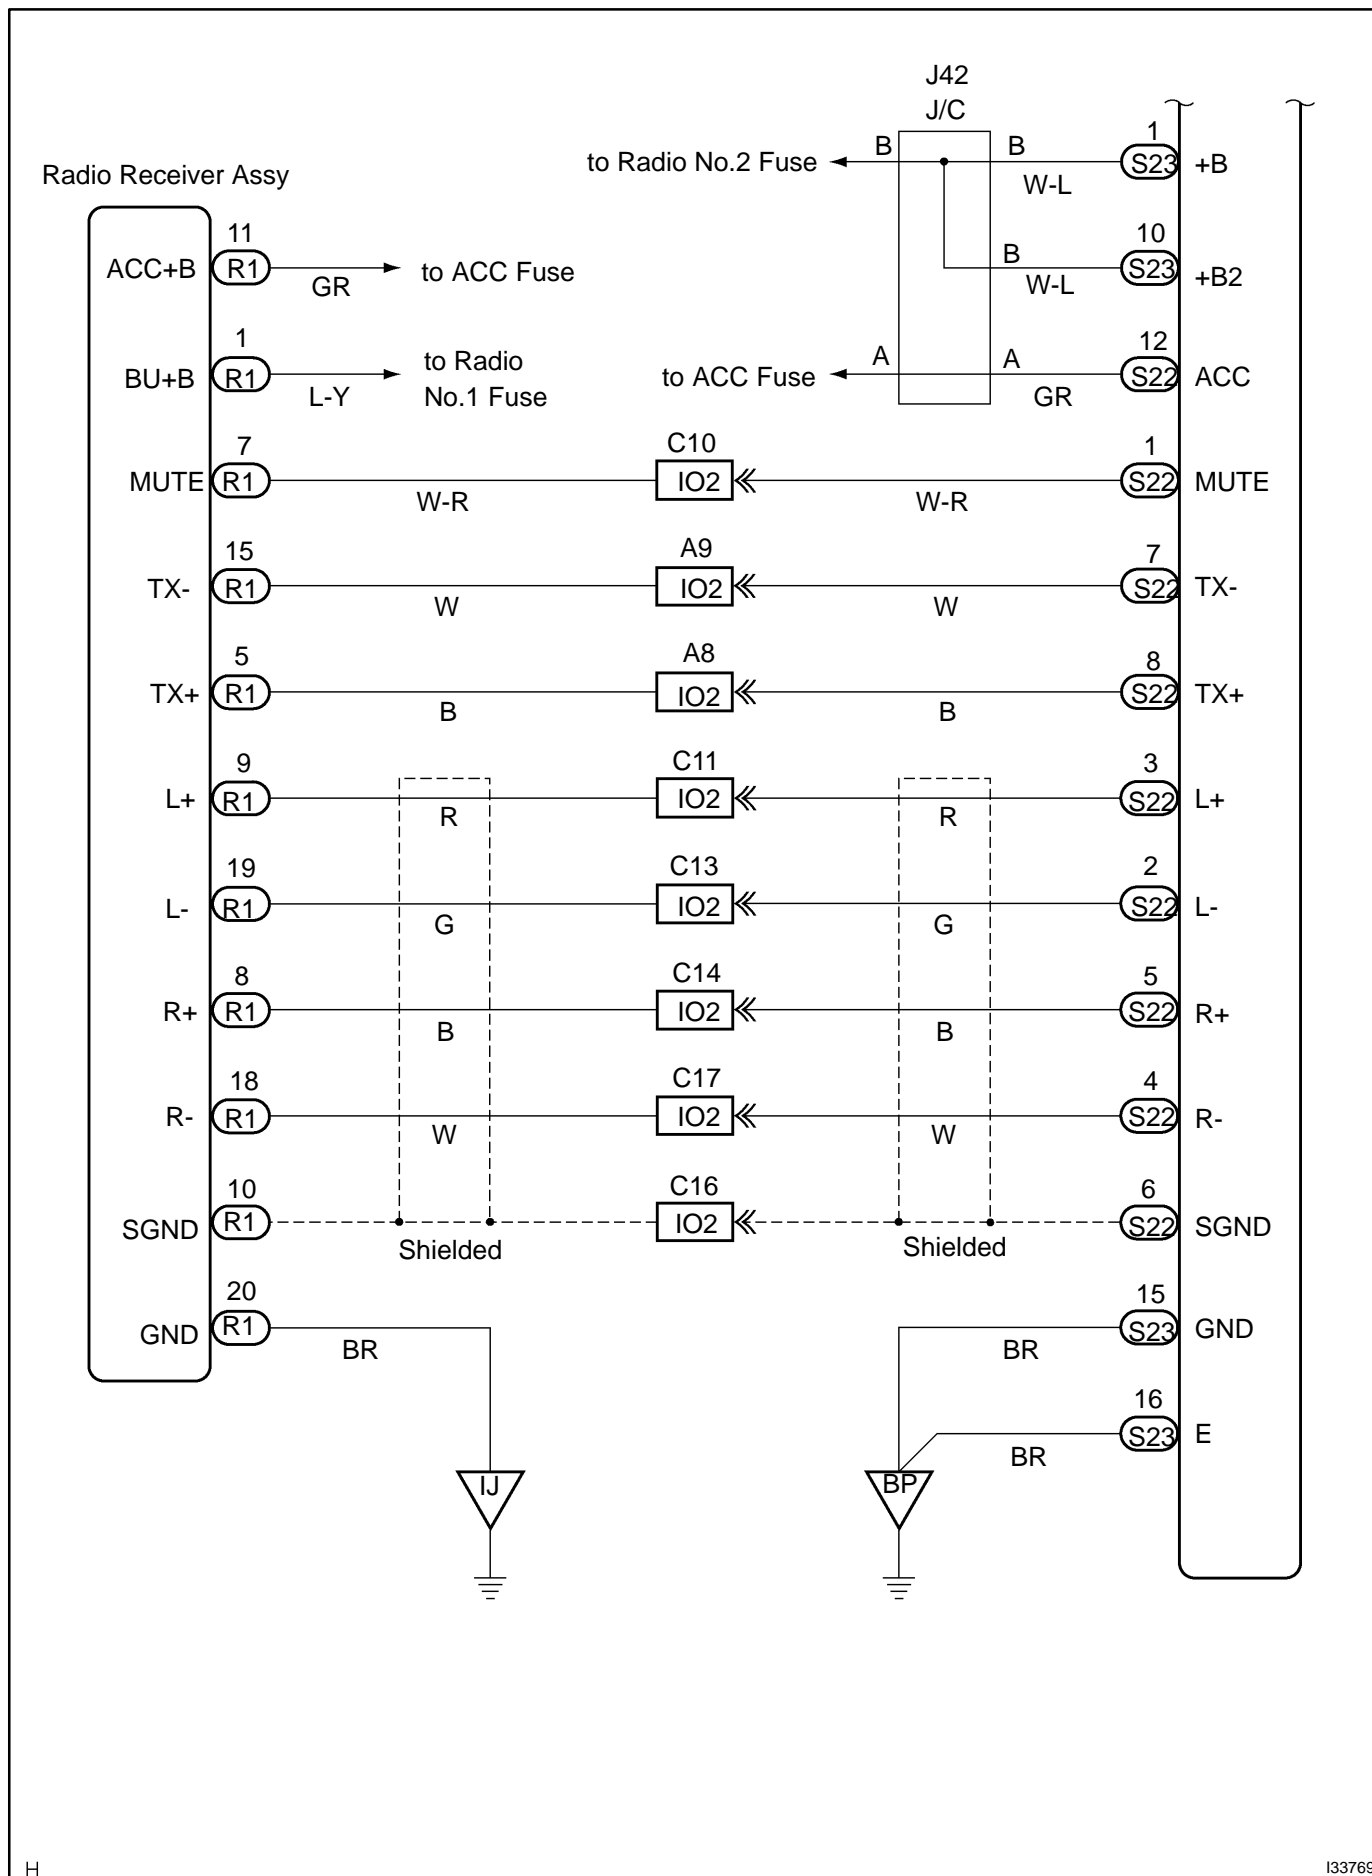 J42
J/C
1
B
B
to Radio No.2 Fuse
S23
+B
W-L
Radio Receiver Assy
11
10
B
ACC+B
R1
to ACC Fuse
S23
+B2
GR
W-L
1
12
to Radio
A
A
BU+B
R1
to ACC Fuse
S22
ACC
L-Y
No.1 Fuse
GR
7
C10
1
MUTE
R1
IO2
S22
MUTE
W-R
W-R
15
A9
7
TX-
R1
IO2
S22
TX-
W
W
5
A8
8
TX+
R1
IO2
S22
TX+
B
B
9
C11
3
L+
R1
IO2
S22
L+
R
R
19
C13
2
L-
R1
IO2
S22
L-
G
G
8
C14
5
R+
R1
IO2
S22
R+
B
B
18
C17
4
R-
R1
IO2
S22
R-
W
W
10
C16
6
SGND
R1
IO2
S22
SGND
Shielded
Shielded
20
15
GND
R1
S23
GND
BR
BR
16
S23
E
BR
IJ
BP
H
I33769